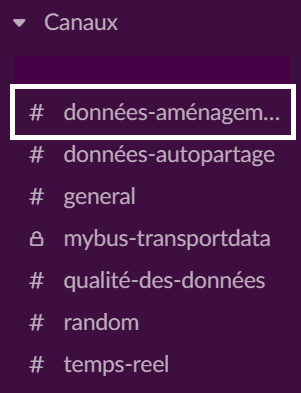 Canaux
# données-aménagem...
# données-autopartage
# general
mybus-transportdata
# qualité-des-données
# random
# temps-reel